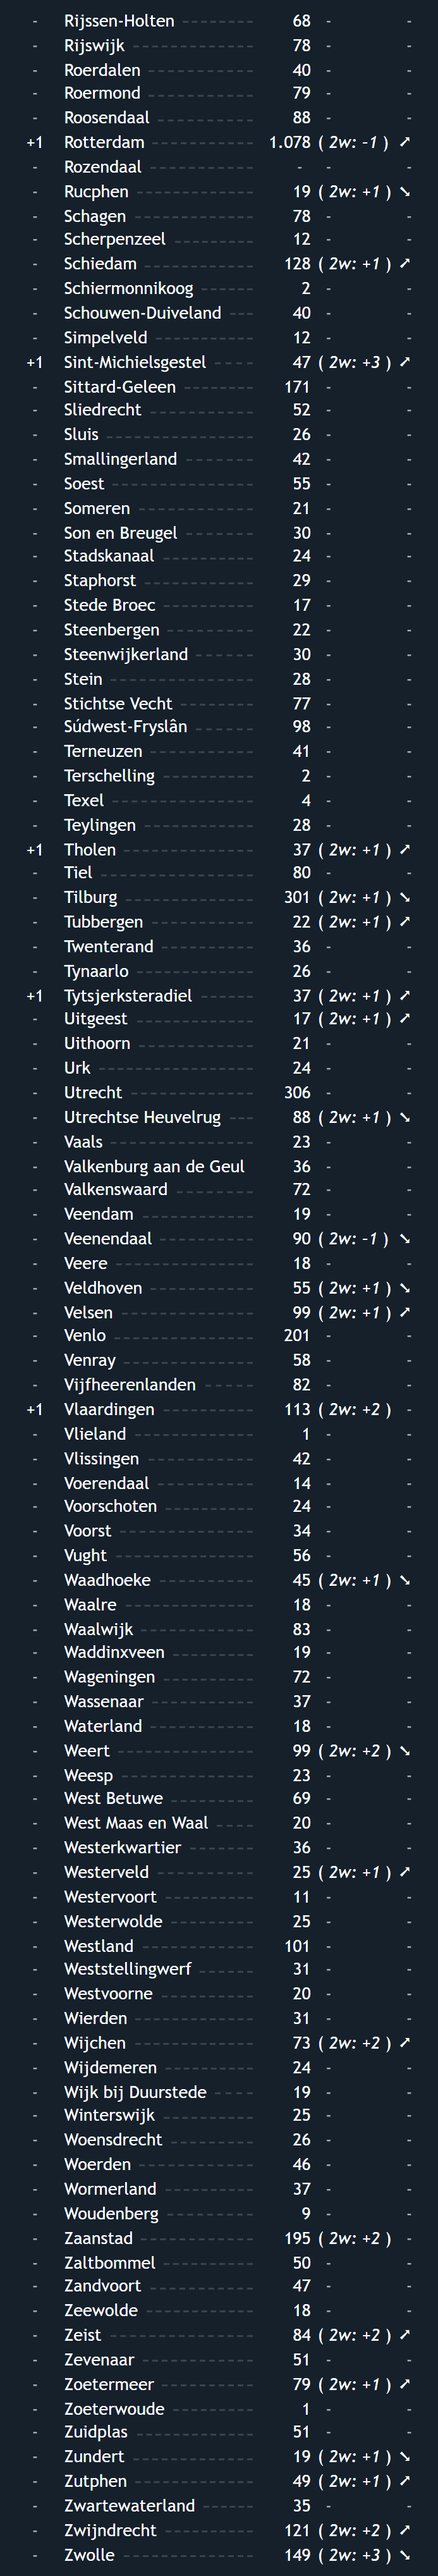 - Rijssen-Holten 68 - -
- Rijswijk 78 - -
- Roerdalen 40 - -
- Roermond 79 - -
- Roosendaal 88 - -
+1 Rotterdam 1.078 ( 2w: -1 ) ↗
- Rozendaal - - -
- Rucphen 19 ( 2w: +1 ) ↘
- Schagen 78 - -
- Scherpenzeel 12 - -
- Schiedam 128 ( 2w: +1 ) ↗
- Schiermonnikoog 2 - -
- Schouwen-Duiveland 40 - -
- Simpelveld 12 - -
+1 Sint-Michielsgestel 47 ( 2w: +3 ) ↗
- Sittard-Geleen 171 - -
- Sliedrecht 52 - -
- Sluis 26 - -
- Smallingerland 42 - -
- Soest 55 - -
- Someren 21 - -
- Son en Breugel 30 - -
- Stadskanaal 24 - -
- Staphorst 29 - -
- Stede Broec 17 - -
- Steenbergen 22 - -
- Steenwijkerland 30 - -
- Stein 28 - -
- Stichtse Vecht 77 - -
- Súdwest-Fryslân 98 - -
- Terneuzen 41 - -
- Terschelling 2 - -
- Texel 4 - -
- Teylingen 28 - -
+1 Tholen 37 ( 2w: +1 ) ↗
- Tiel 80 - -
- Tilburg 301 ( 2w: +1 ) ↘
- Tubbergen 22 ( 2w: +1 ) ↗
- Twenterand 36 - -
- Tynaarlo 26 - -
+1 Tytsjerksteradiel 37 ( 2w: +1 ) ↗
- Uitgeest 17 ( 2w: +1 ) ↗
- Uithoorn 21 - -
- Urk 24 - -
- Utrecht 306 - -
- Utrechtse Heuvelrug 88 ( 2w: +1 ) ↘
- Vaals 23 - -
- Valkenburg aan de Geul 36 - -
- Valkenswaard 72 - -
- Veendam 19 - -
- Veenendaal 90 ( 2w: -1 ) ↘
- Veere 18 - -
- Veldhoven 55 ( 2w: +1 ) ↘
- Velsen 99 ( 2w: +1 ) ↗
- Venlo 201 - -
- Venray 58 - -
- Vijfheerenlanden 82 - -
+1 Vlaardingen 113 ( 2w: +2 ) -
- Vlieland 1 - -
- Vlissingen 42 - -
- Voerendaal 14 - -
- Voorschoten 24 - -
- Voorst 34 - -
- Vught 56 - -
- Waadhoeke 45 ( 2w: +1 ) ↘
- Waalre 18 - -
- Waalwijk 83 - -
- Waddinxveen 19 - -
- Wageningen 72 - -
- Wassenaar 37 - -
- Waterland 18 - -
- Weert 99 ( 2w: +2 ) ↘
- Weesp 23 - -
- West Betuwe 69 - -
- West Maas en Waal 20 - -
- Westerkwartier 36 - -
- Westerveld 25 ( 2w: +1 ) ↗
- Westervoort 11 - -
- Westerwolde 25 - -
- Westland 101 - -
- Weststellingwerf 31 - -
- Westvoorne 20 - -
- Wierden 31 - -
- Wijchen 73 ( 2w: +2 ) ↗
- Wijdemeren 24 - -
- Wijk bij Duurstede 19 - -
- Winterswijk 25 - -
- Woensdrecht 26 - -
- Woerden 46 - -
- Wormerland 37 - -
- Woudenberg 9 - -
- Zaanstad 195 ( 2w: +2 ) -
- Zaltbommel 50 - -
- Zandvoort 47 - -
- Zeewolde 18 - -
- Zeist 84 ( 2w: +2 ) ↗
- Zevenaar 51 - -
- Zoetermeer 79 ( 2w: +1 ) ↗
- Zoeterwoude 1 - -
- Zuidplas 51 - -
- Zundert 19 ( 2w: +1 ) ↘
- Zutphen 49 ( 2w: +1 ) ↗
- Zwartewaterland 35 - -
- Zwijndrecht 121 ( 2w: +2 ) ↗
- Zwolle 149 ( 2w: +3 ) ↘